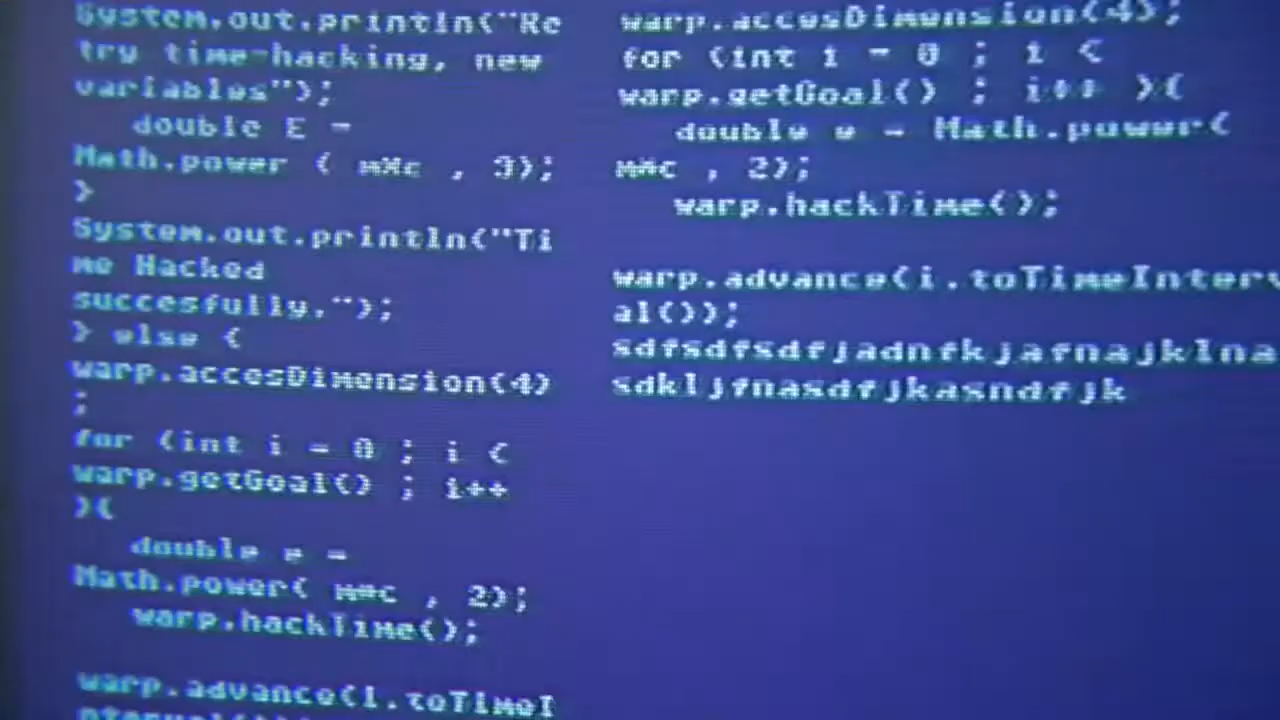 System.out.println("Re
try time-hacking, new
variables");
double E =
Math.power ( mXc , 3);
}
System.out.println("Ti
me Hacked
succesfully.");
} else {
warp.accesDimension(4)
;
for (int i = 0 ; i <
warp.getGoal() ; i++
){
double e =
Math.power( m*c , 2);
warp.hackTime();
warp.advance(i.toTimeI
nterval());
warp.accesDimension(4);
for (int i = 0 ; i <
warp.getGoal() ; i++ ){
double e = Math.power(
m*c , 2);
warp.hackTime();
warp.advance(i.toTimeInterv
al());
sdfsdfsdfjadnfkjafnajklna
sdkljfnasdfjkasndfjk